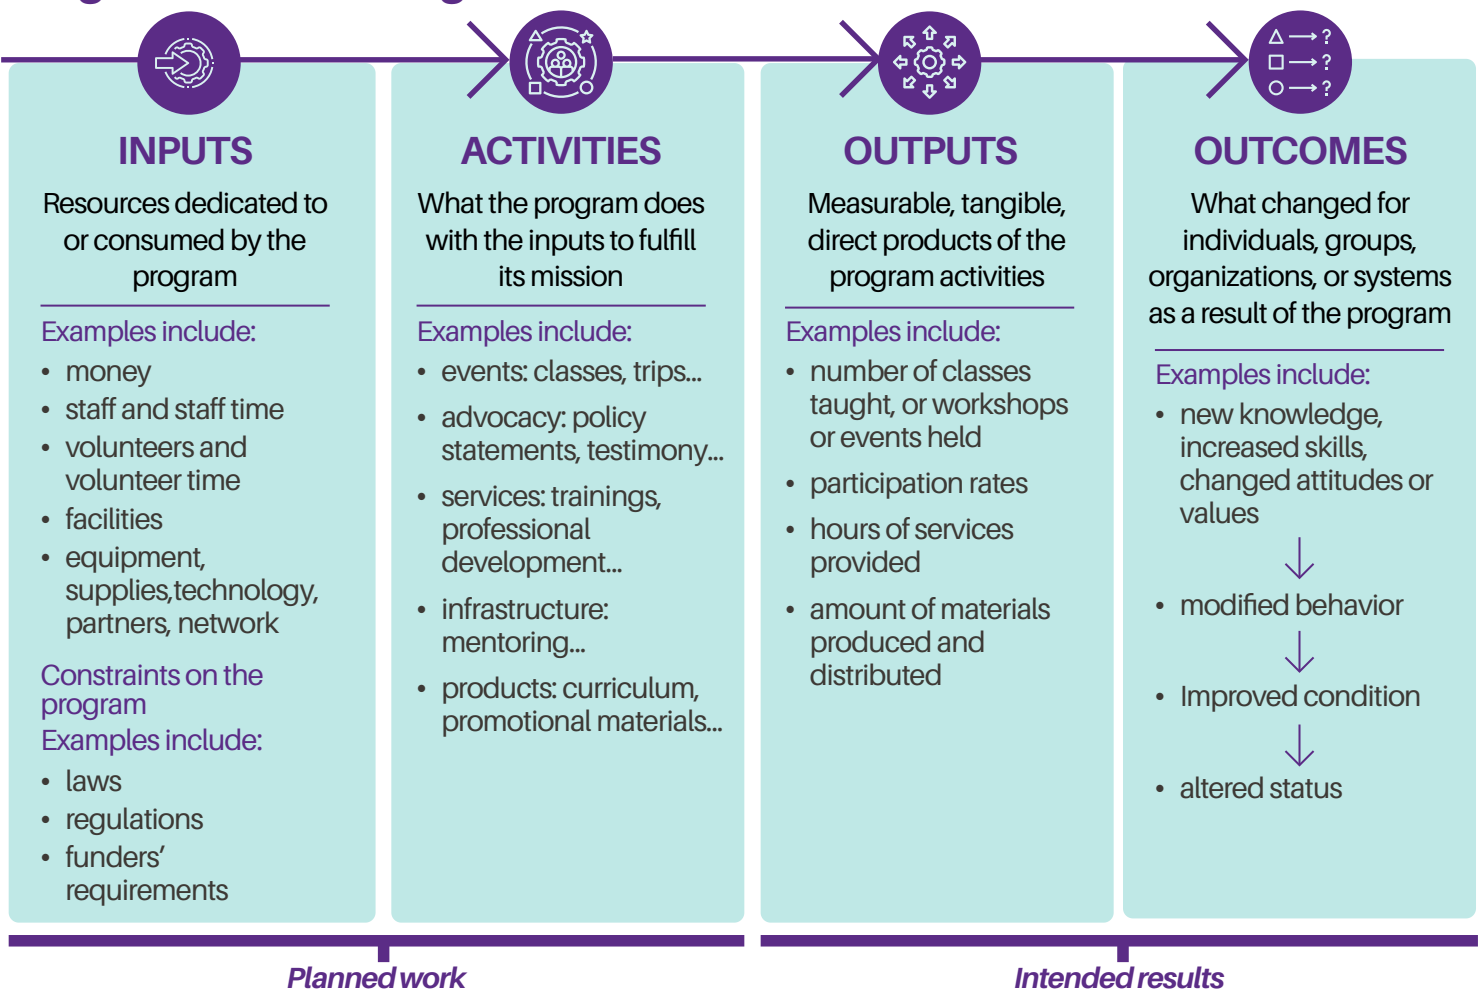 INPUTS
Resources dedicated to
or consumed by the
program
Examples include:
• money
• staff and staff time
• volunteers and
volunteer time
• facilities
• equipment,
supplies,technology,
partners, network
Constraints on the
program
Examples include:
• laws
• regulations
• funders’
requirements
ACTIVITIES
What the program does
with the inputs to fulfill
its mission
Examples include:
• events: classes, trips...
• advocacy: policy
statements, testimony...
• services: trainings,
professional
development...
• infrastructure:
mentoring...
• products: curriculum,
promotional materials...
OUTPUTS
Measurable, tangible,
direct products of the
program activities
Examples include:
• number of classes
taught, or workshops
or events held
• participation rates
• hours of services
provided
• amount of materials
produced and
distributed
? 
?
?
OUTCOMES
What changed for
individuals, groups,
organizations, or systems
as a result of the program
Examples include:
• new knowledge,
increased skills,
changed attitudes or
values
• modified behavior
• Improved condition
• altered status
Planned work
Intended results